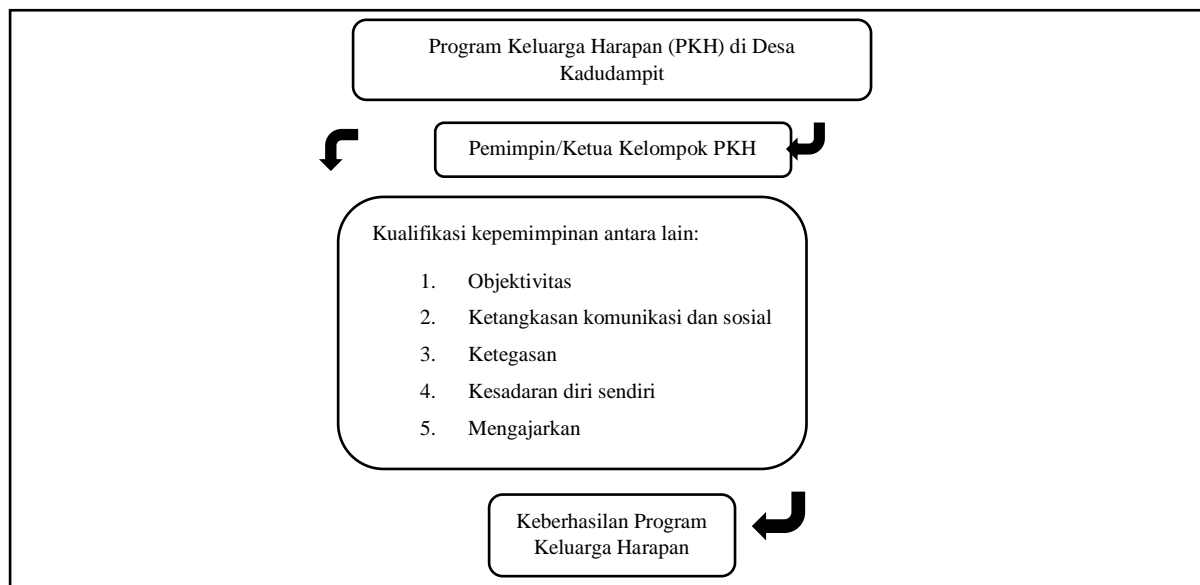 Program Keluarga Harapan (PKH) di Desa
Kadudampit
Pemimpin/Ketua Kelompok PKH
Kualifikasi kepemimpinan antara lain:
1. Objektivitas
2. Ketangkasan komunikasi dan sosial
3. Ketegasan
4. Kesadaran diri sendiri
5. Mengajarkan
Keberhasilan Program
Keluarga Harapan